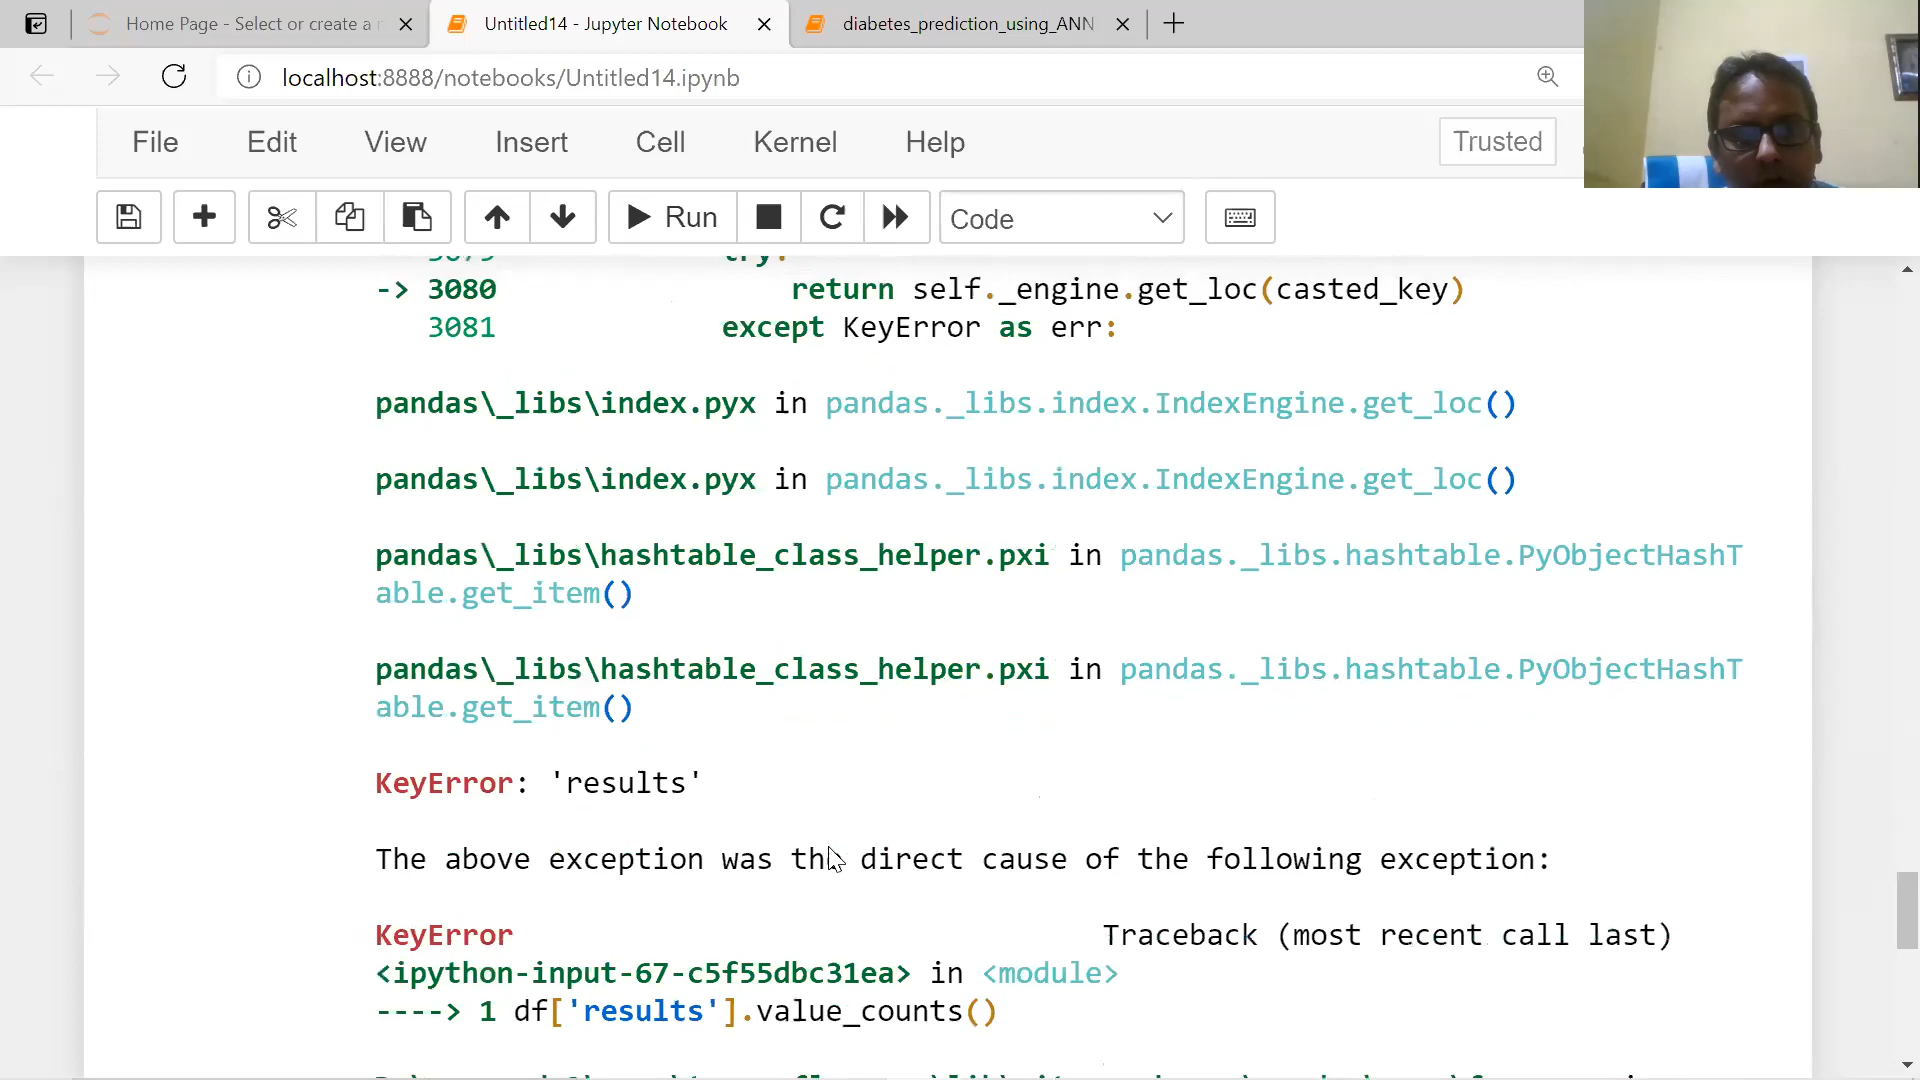 Home Page - Select or create a n
Untitled14 - Jupyter Notebook
diabetes_prediction_using_ANN
localhost:8888/notebooks/Untitled14.ipynb
File Edit View Insert Cell Kernel Help Trusted
Run Code
3079 try:
-> 3080 return self._engine.get_loc(casted_key)
3081 except KeyError as err:
pandas\_libs\index.pyx in pandas._libs.index.IndexEngine.get_loc()
pandas\_libs\index.pyx in pandas._libs.index.IndexEngine.get_loc()
pandas\_libs\hashtable_class_helper.pxi in pandas._libs.hashtable.PyObjectHashT
able.get_item()
pandas\_libs\hashtable_class_helper.pxi in pandas._libs.hashtable.PyObjectHashT
able.get_item()
KeyError: 'results'
The above exception was the direct cause of the following exception:
KeyError Traceback (most recent call last)
<ipython-input-67-c5f55dbc31ea> in <module>
----> 1 df['results'].value_counts()